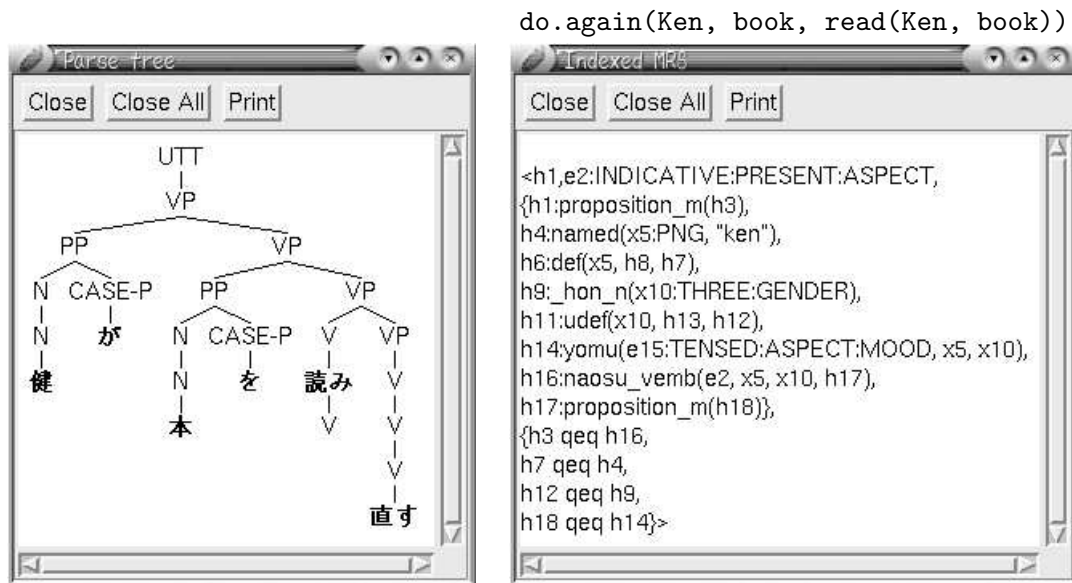 do.again(Ken, book, read(Ken, book))
Parse tree
Close Close All Print
UTT
VP
PP VP
N CASE-P PP VP
N が N CASE-P V VP
健 N を 読み V
本 V V
V
直す
Indexed MRS
Close Close All Print
<h1,e2:INDICATIVE:PRESENT:ASPECT,
{h1:proposition_m(h3),
h4:named(x5:PNG, "ken"),
h6:def(x5, h8, h7),
h9:_hon_n(x10:THREE:GENDER),
h11:udef(x10, h13, h12),
h14:yomu(e15:TENSED:ASPECT:MOOD, x5, x10),
h16:naosu_vemb(e2, x5, x10, h17),
h17:proposition_m(h18)},
{h3 qeq h16,
h7 qeq h4,
h12 qeq h9,
h18 qeq h14}>